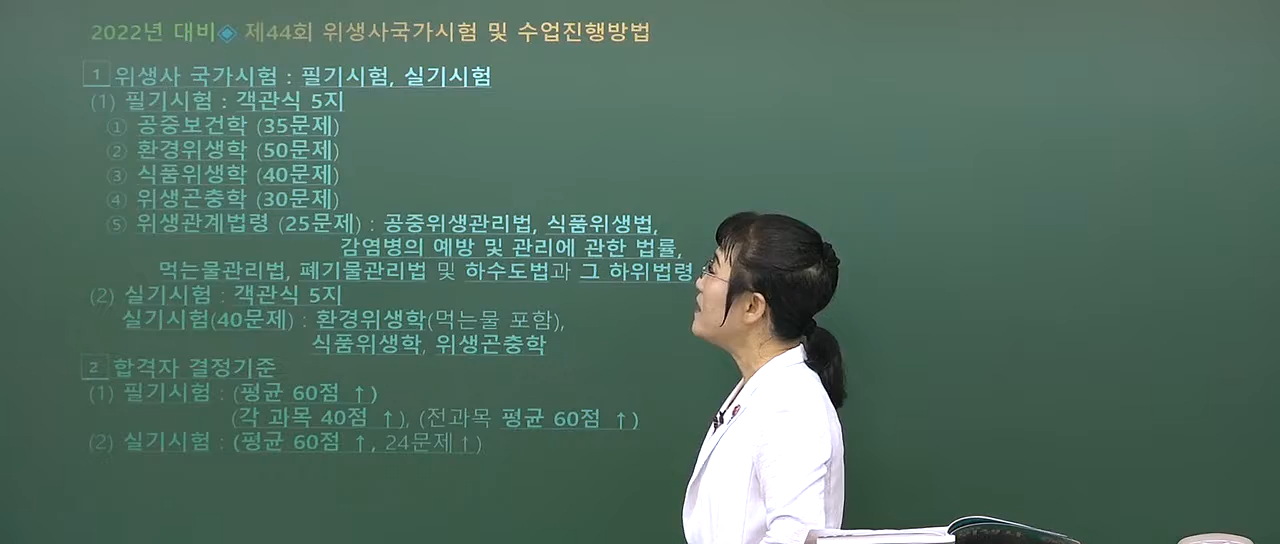 2022년 대비◈ 제44회 위생사국가시험 및 수업진행방법
1 위생사 국가시험 : 필기시험, 실기시험
(1) 필기시험 : 객관식 5지
① 공중보건학 (35문제)
② 환경위생학 (50문제)
③ 식품위생학 (40문제)
④ 위생곤충학 (30문제)
⑤ 위생관계법령 (25문제) : 공중위생관리법, 식품위생법,
감염병의 예방 및 관리에 관한 법률,
먹는물관리법, 폐기물관리법 및 하수도법과 그 하위법령
(2) 실기시험 : 객관식 5지
실기시험(40문제) : 환경위생학(먹는물 포함),
식품위생학, 위생곤충학
2 합격자 결정기준
(1) 필기시험 : (평균 60점 ↑)
(각 과목 40점 ↑), (전과목 평균 60점 ↑)
(2) 실기시험 : (평균 60점 ↑, 24문제↑)